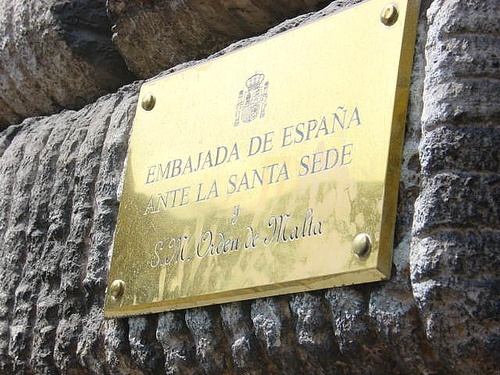 EMBAJADA DE ESPAÑA
ANTE LA SANTA SEDE
y
S.M. Orden de Malta